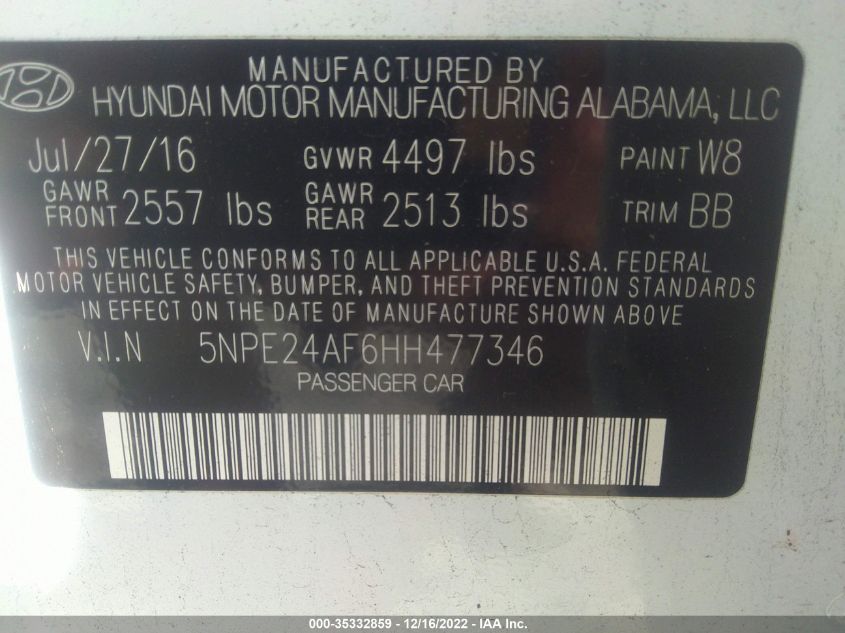 MANUFACTURED BY
HYUNDAI MOTOR MANUFACTURING ALABAMA, LLC
Jul/27/16 GVWR 4497 lbs PAINT W8
GAWR FRONT 2557 lbs GAWR REAR 2513 lbs TRIM BB
THIS VEHICLE CONFORMS TO ALL APPLICABLE U.S.A. FEDERAL
MOTOR VEHICLE SAFETY, BUMPER, AND THEFT PREVENTION STANDARDS
IN EFFECT ON THE DATE OF MANUFACTURE SHOWN ABOVE
V.I.N 5NPE24AF6HH477346
PASSENGER CAR
000-35332859 - 12/16/2022 - IAA Inc.